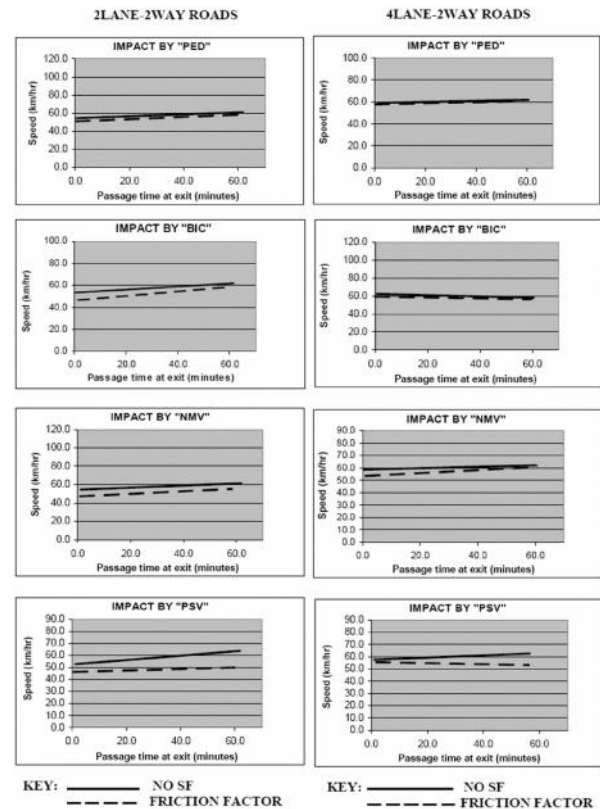 2LANE-2WAY ROADS
4LANE-2WAY ROADS
IMPACT BY "PED"
Speed (km/hr)
120.0
100.0
80.0
60.0
40.0
20.0
0.0
0.0 20.0 40.0 60.0
Passage time at exit (minutes)
IMPACT BY "PED"
Speed (km/hr)
100.0
80.0
60.0
40.0
20.0
0.0
0.0 20.0 40.0 60.0
Passage time at exit (minutes)
IMPACT BY "BIC"
Speed (km/hr)
100.0
80.0
60.0
40.0
20.0
0.0
0.0 20.0 40.0 60.0
Passage time at exit (minutes)
IMPACT BY "BIC"
Speed (km/hr)
120.0
100.0
80.0
60.0
40.0
20.0
0.0
0.0 20.0 40.0 60.0
Passage time at exit (minutes)
IMPACT BY "NMV"
Speed (km/hr)
120.0
100.0
80.0
60.0
40.0
20.0
0.0
0.0 20.0 40.0 60.0
Passage time at exit (minutes)
IMPACT BY "NMV"
Speed (km/hr)
90.0
80.0
70.0
60.0
50.0
40.0
30.0
20.0
10.0
0.0
0.0 20.0 40.0 60.0
Passage time at exit (minutes)
IMPACT BY "PSV"
Speed (km/hr)
90.0
80.0
70.0
60.0
50.0
40.0
30.0
20.0
10.0
0.0
0.0 20.0 40.0 60.0
Passage time at exit (minutes)
IMPACT BY "PSV"
Speed (km/hr)
90.0
80.0
70.0
60.0
50.0
40.0
30.0
20.0
10.0
0.0
0.0 20.0 40.0 60.0
Passage time at exit (minutes)
KEY: NO SF
FRICTION FACTOR
KEY: NO SF
FRICTION FACTOR